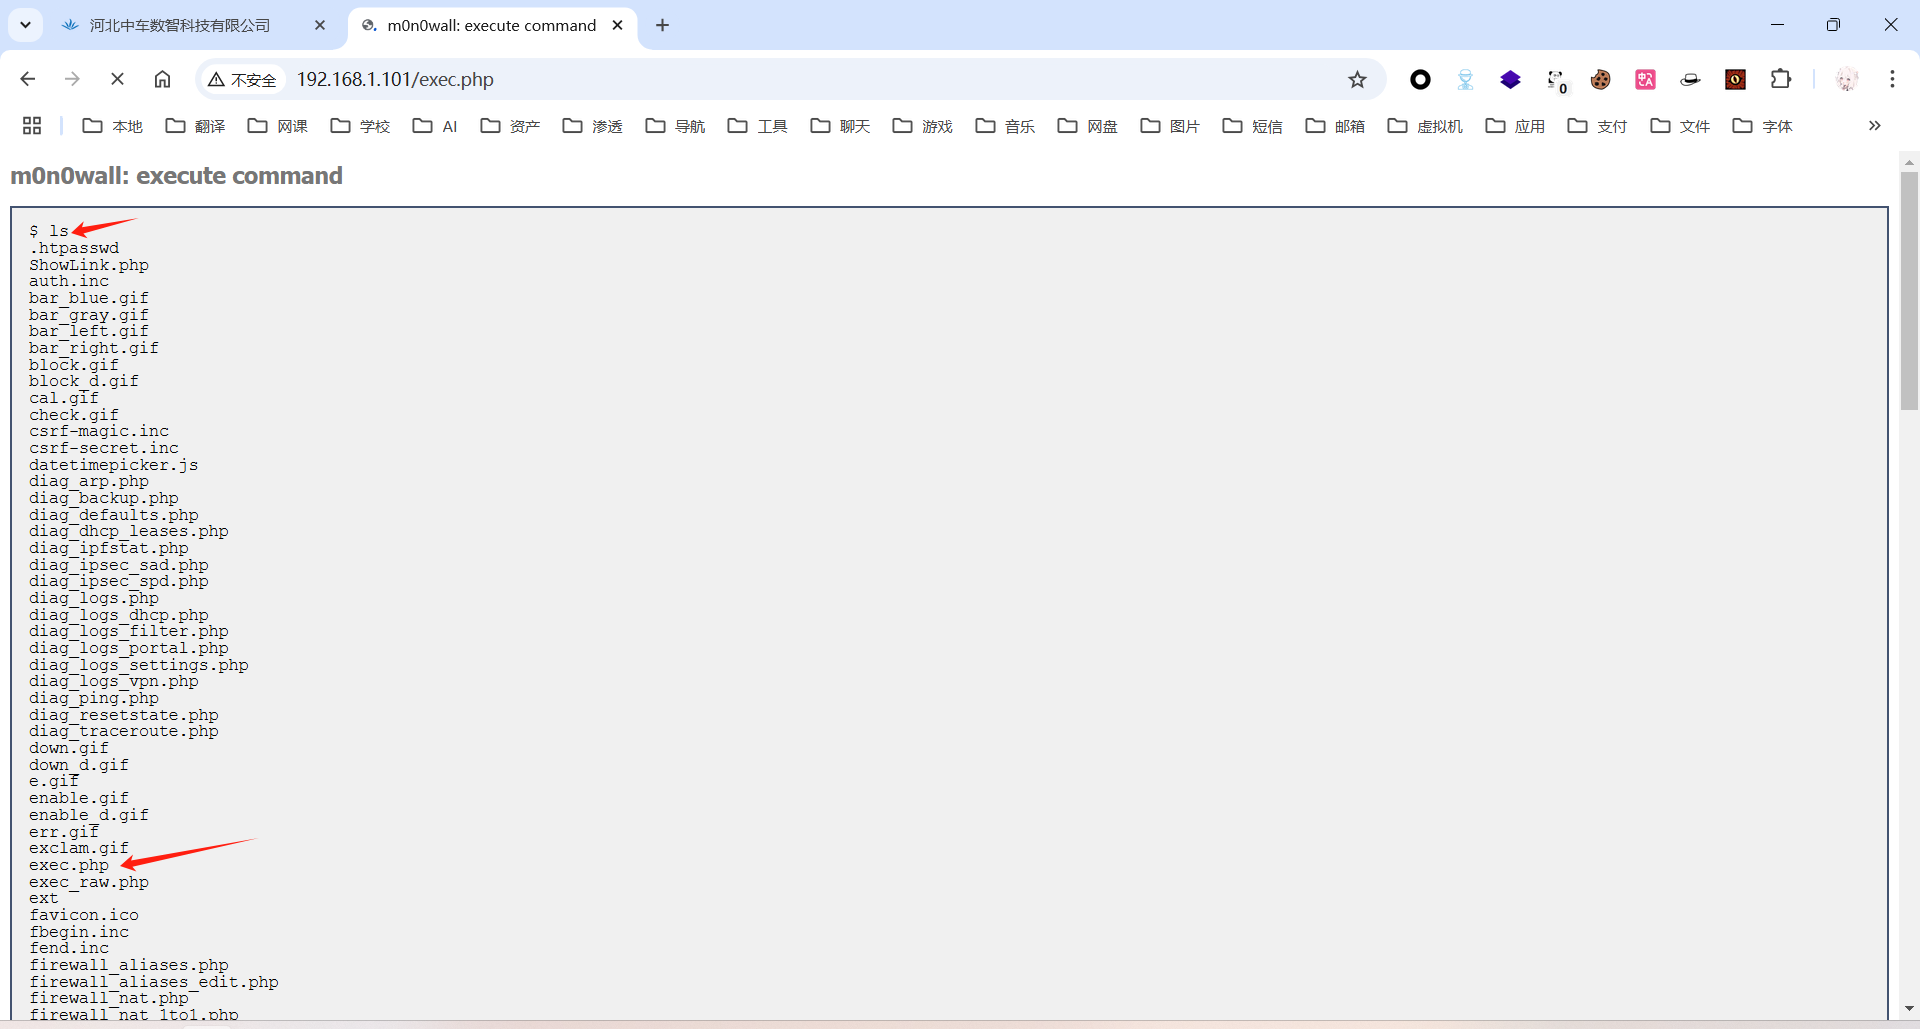 河北中车数智科技有限公司
m0n0wall: execute command
不安全
192.168.1.101/exec.php
0
中
A
本地
翻译
网课
学校
AI
资产
渗透
导航
工具
聊天
游戏
音乐
网盘
图片
短信
邮箱
虚拟机
应用
支付
文件
字体
m0n0wall: execute command
$ ls
.htpasswd
ShowLink.php
auth.inc
bar_blue.gif
bar_gray.gif
bar_left.gif
bar_right.gif
block.gif
block_d.gif
cal.gif
check.gif
csrf-magic.inc
csrf-secret.inc
datetimepicker.js
diag_arp.php
diag_backup.php
diag_defaults.php
diag_dhcp_leases.php
diag_ipfstat.php
diag_ipsec_sad.php
diag_ipsec_spd.php
diag_logs.php
diag_logs_dhcp.php
diag_logs_filter.php
diag_logs_portal.php
diag_logs_settings.php
diag_logs_vpn.php
diag_ping.php
diag_resetstate.php
diag_traceroute.php
down.gif
down_d.gif
e.gif
enable.gif
enable_d.gif
err.gif
exclam.gif
exec.php
exec_raw.php
ext
favicon.ico
fbegin.inc
fend.inc
firewall_aliases.php
firewall_aliases_edit.php
firewall_nat.php
firewall_nat_1to1.php